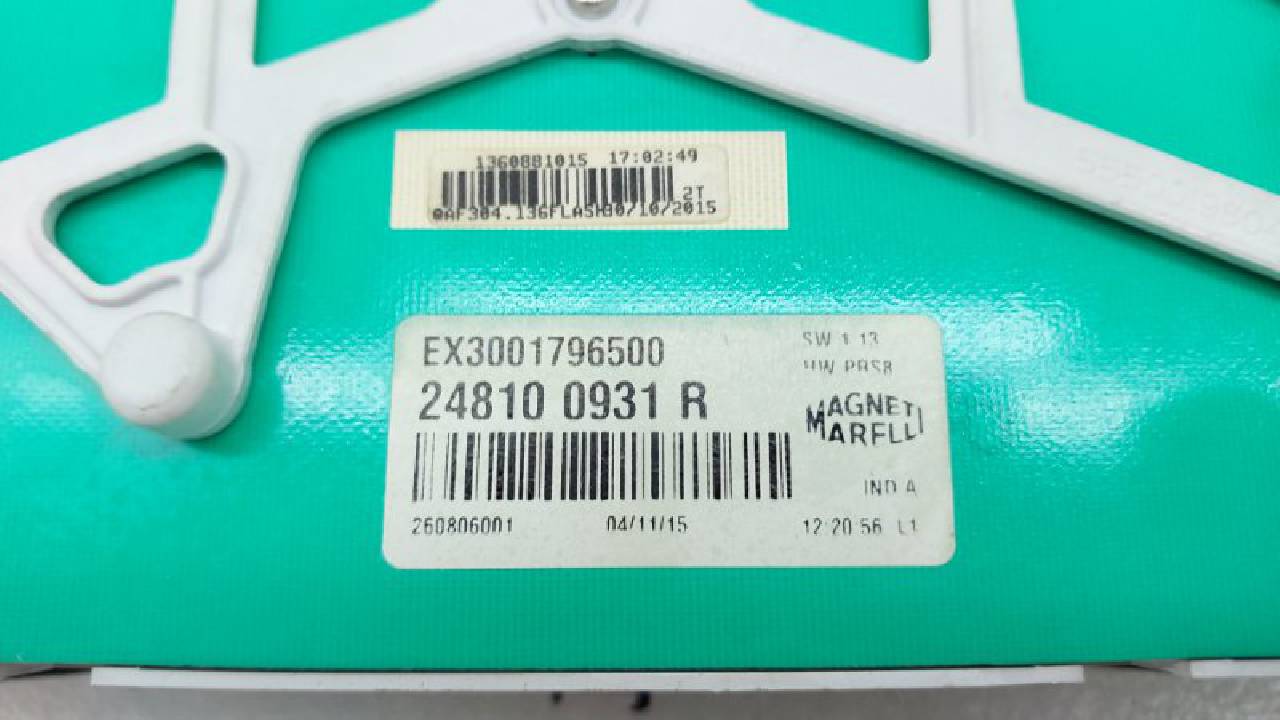 1360881015 17:02:49
2T
@AF304.136FLASH30/10/2015
EX3001796500
24810 0931 R
SW 1.13
HW PRS8
MAGNETI
MARELLI
IND A
260806001 04/11/15 12:20:56 L1